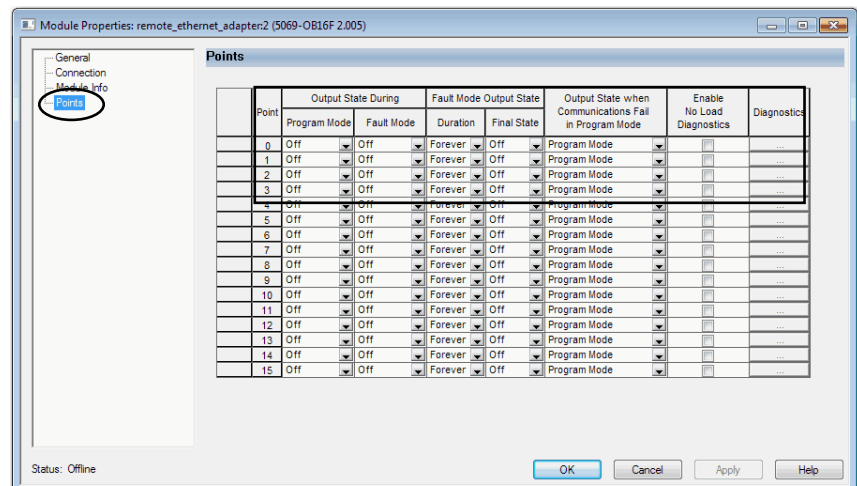 Module Properties: remote_ethernet_adapter:2 (5069-OB16F 2.005)
General
Connection
Module Info
Points
Points
Point
Output State During
Program Mode
Fault Mode
Fault Mode Output State
Duration
Final State
Output State when
Communications Fail
in Program Mode
Enable
No Load
Diagnostics
Diagnostics
0 Off Off Forever Off Program Mode ...
1 Off Off Forever Off Program Mode ...
2 Off Off Forever Off Program Mode ...
3 Off Off Forever Off Program Mode ...
4 Off Off Forever Off Program Mode ...
5 Off Off Forever Off Program Mode ...
6 Off Off Forever Off Program Mode ...
7 Off Off Forever Off Program Mode ...
8 Off Off Forever Off Program Mode ...
9 Off Off Forever Off Program Mode ...
10 Off Off Forever Off Program Mode ...
11 Off Off Forever Off Program Mode ...
12 Off Off Forever Off Program Mode ...
13 Off Off Forever Off Program Mode ...
14 Off Off Forever Off Program Mode ...
15 Off Off Forever Off Program Mode ...
Status: Offline
OK
Cancel
Apply
Help